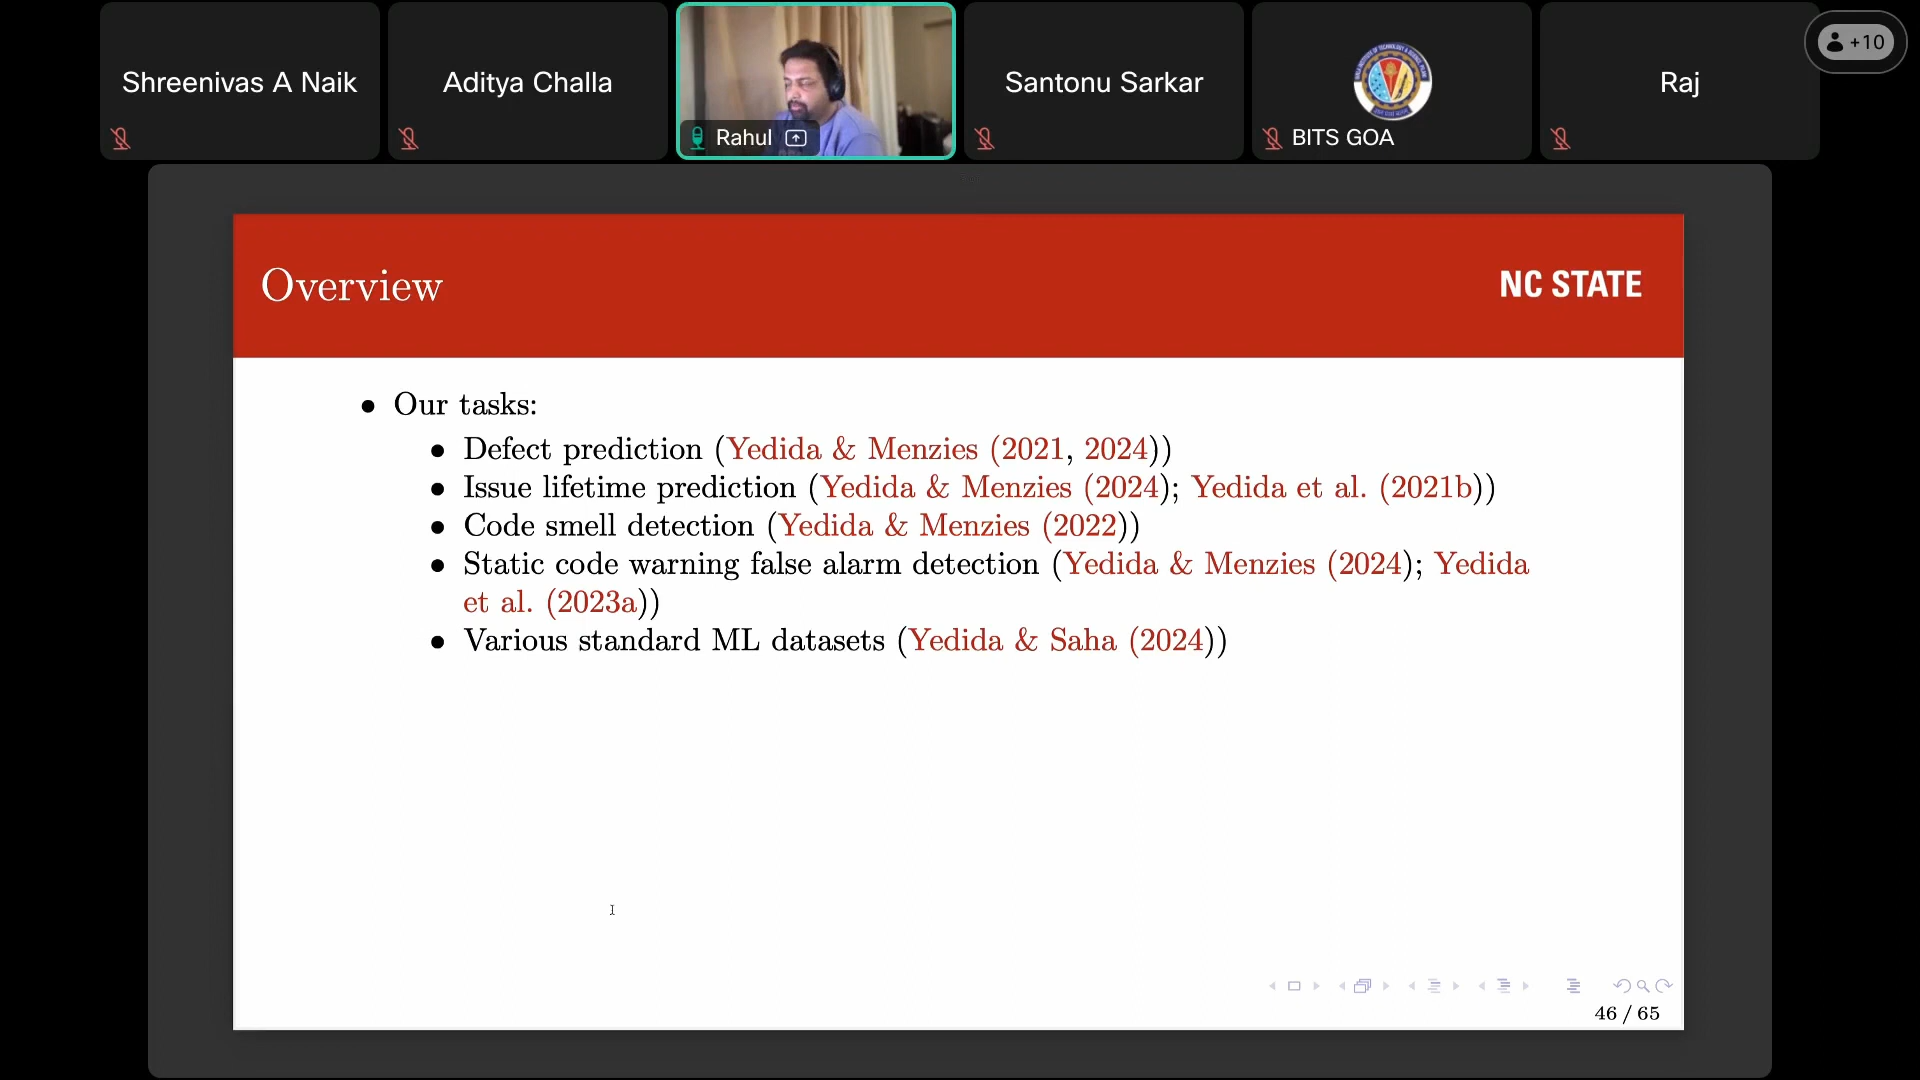 Shreenivas A Naik
Aditya Challa
Rahul
Santonu Sarkar
BITS GOA
Raj
+10
Overview
NC STATE
• Our tasks:
• Defect prediction (Yedida & Menzies (2021, 2024))
• Issue lifetime prediction (Yedida & Menzies (2024); Yedida et al. (2021b))
• Code smell detection (Yedida & Menzies (2022))
• Static code warning false alarm detection (Yedida & Menzies (2024); Yedida
et al. (2023a))
• Various standard ML datasets (Yedida & Saha (2024))
46 / 65